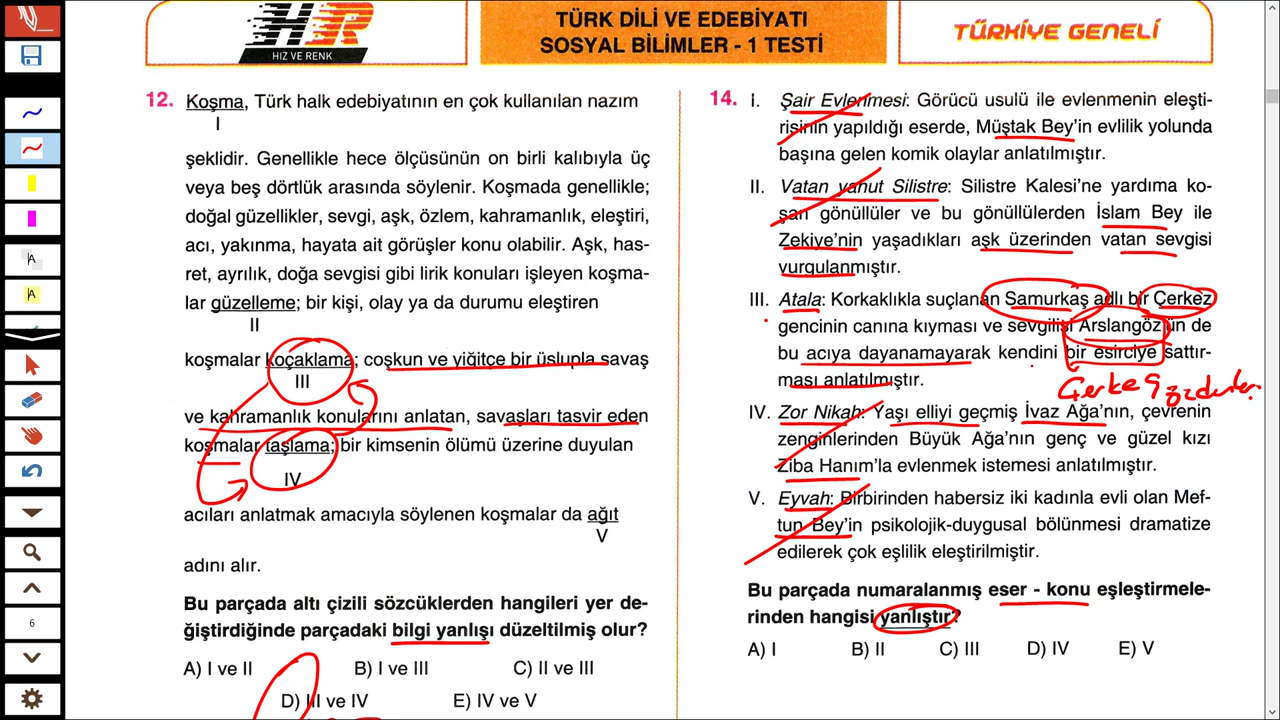 HR
HIZ VE RENK
TÜRK DİLİ VE EDEBİYATI
SOSYAL BİLİMLER - 1 TESTİ
TÜRKİYE GENELİ
12. Koşma, Türk halk edebiyatının en çok kullanılan nazım
I
şeklidir. Genellikle hece ölçüsünün on birli kalıbıyla üç
veya beş dörtlük arasında söylenir. Koşmada genellikle;
doğal güzellikler, sevgi, aşk, özlem, kahramanlık, eleştiri,
acı, yakınma, hayata ait görüşler konu olabilir. Aşk, has-
ret, ayrılık, doğa sevgisi gibi lirik konuları işleyen koşma-
lar güzelleme; bir kişi, olay ya da durumu eleştiren
II
koşmalar koçaklama; coşkun ve yiğitçe bir üslupla savaş
III
ve kahramanlık konularını anlatan, savaşları tasvir eden
koşmalar taşlama; bir kimsenin ölümü üzerine duyulan
IV
acıları anlatmak amacıyla söylenen koşmalar da ağıt
V
adını alır.
Bu parçada altı çizili sözcüklerden hangileri yer de-
ğiştirdiğinde parçadaki bilgi yanlışı düzeltilmiş olur?
A) I ve II B) I ve III C) II ve III
D) III ve IV E) IV ve V
14. I. Şair Evlenmesi: Görücü usulü ile evlenmenin eleşti-
risinin yapıldığı eserde, Müştak Bey'in evlilik yolunda
başına gelen komik olaylar anlatılmıştır.
II. Vatan yahut Silistre: Silistre Kalesi'ne yardıma ko-
şan gönüllüler ve bu gönüllülerden İslam Bey ile
Zekiye'nin yaşadıkları aşk üzerinden vatan sevgisi
vurgulanmıştır.
III. Atala: Korkaklıkla suçlanan Samurkaş adlı bir Çerkez
gencinin canına kıyması ve sevgilisi Arslangöz'ün de
bu acıya dayanamayarak kendini bir esirciye sattır-
ması anlatılmıştır.
Çerkez Özdenler
IV. Zor Nikah: Yaşı elliyi geçmiş İvaz Ağa'nın, çevrenin
zenginlerinden Büyük Ağa'nın genç ve güzel kızı
Ziba Hanım'la evlenmek istemesi anlatılmıştır.
V. Eyvah: Birbirinden habersiz iki kadınla evli olan Mef-
tun Bey'in psikolojik-duygusal bölünmesi dramatize
edilerek çok eşlilik eleştirilmiştir.
Bu parçada numaralanmış eser - konu eşleştirmele-
rinden hangisi yanlıştır?
A) I B) II C) III D) IV E) V
A
A
6